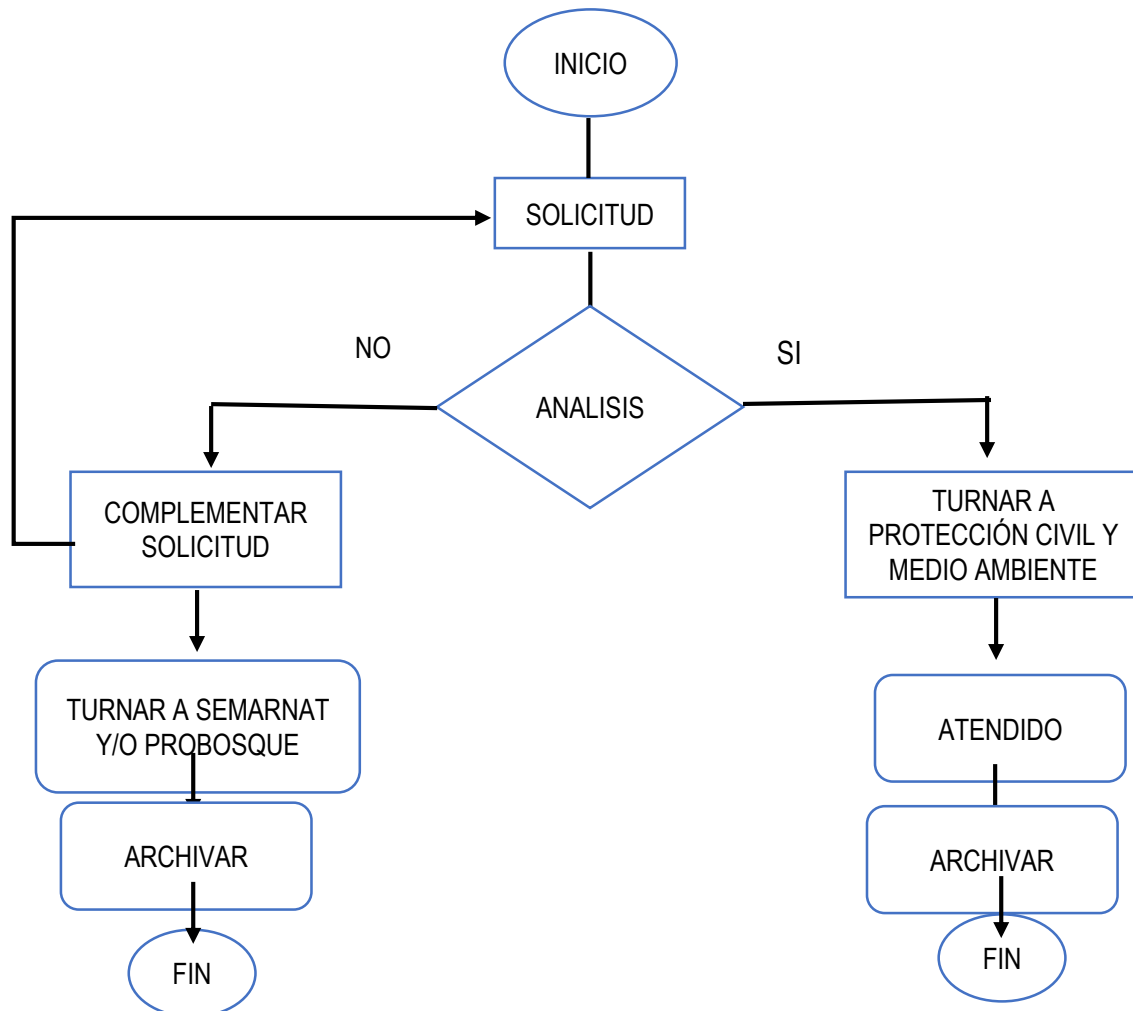 INICIO
SOLICITUD
NO
SI
ANALISIS
COMPLEMENTAR
SOLICITUD
TURNAR A
PROTECCIÓN CIVIL Y
MEDIO AMBIENTE
TURNAR A SEMARNAT
Y/O PROBOSQUE
ATENDIDO
ARCHIVAR
ARCHIVAR
FIN
FIN